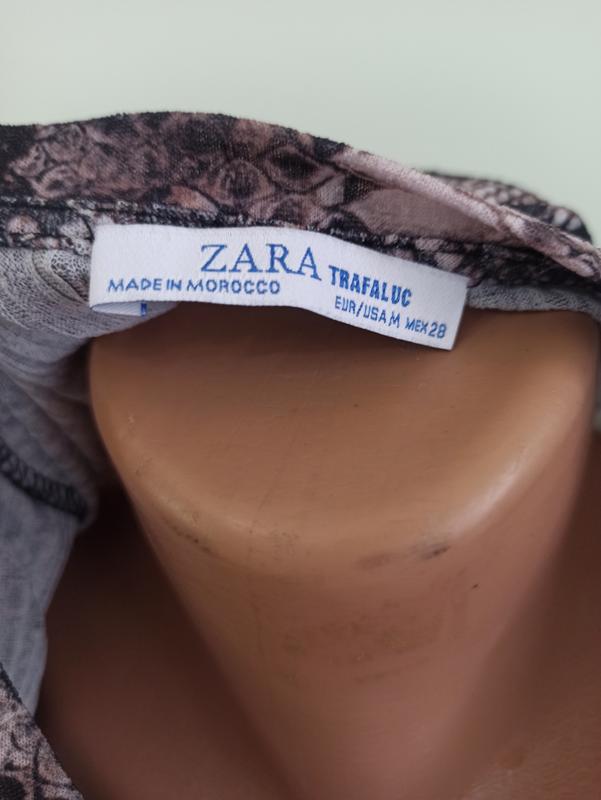 ZARA TRAFALUC
MADE IN MOROCCO
EUR/USA M MEX 28